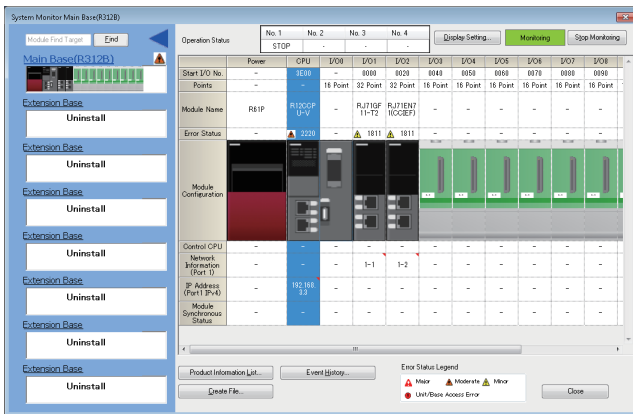 System Monitor Main Base(R312B)
Module Find Target Find
Main Base(R312B)
Extension Base
Uninstall
Extension Base
Uninstall
Extension Base
Uninstall
Extension Base
Uninstall
Extension Base
Uninstall
Extension Base
Uninstall
Extension Base
Uninstall
Operation Status No. 1 No. 2 No. 3 No. 4
STOP - - -
Display Setting... Monitoring Stop Monitoring
Power CPU I/O0 I/O1 I/O2 I/O3 I/O4 I/O5 I/O6 I/O7 I/O8
Start I/O No. - 3E00 - 0000 0020 0040 0050 0060 0070 0080 0090
Points - - 16 Point 32 Point 32 Point 16 Point 16 Point 16 Point 16 Point 16 Point 16 Point
Module Name R61P R12CCP - RJ71GF RJ71EN - - - - - -
U-V 11-T2 71(CCIEF)
Error Status - 2220 - 1811 1811 - - - - - -
Module
Configuration
Control CPU - - - - - - - - - - -
Network
Information - - - 1-1 1-2 - - - - - -
(Port 1)
IP Address - 192.168. - - - - - - - - -
(Port1 IPv4) 3.3
Module
Synchronous - - - - - - - - - - -
Status
Product Information List... Event History...
Create File...
Error Status Legend
Major Moderate Minor
Unit/Base Access Error
Close